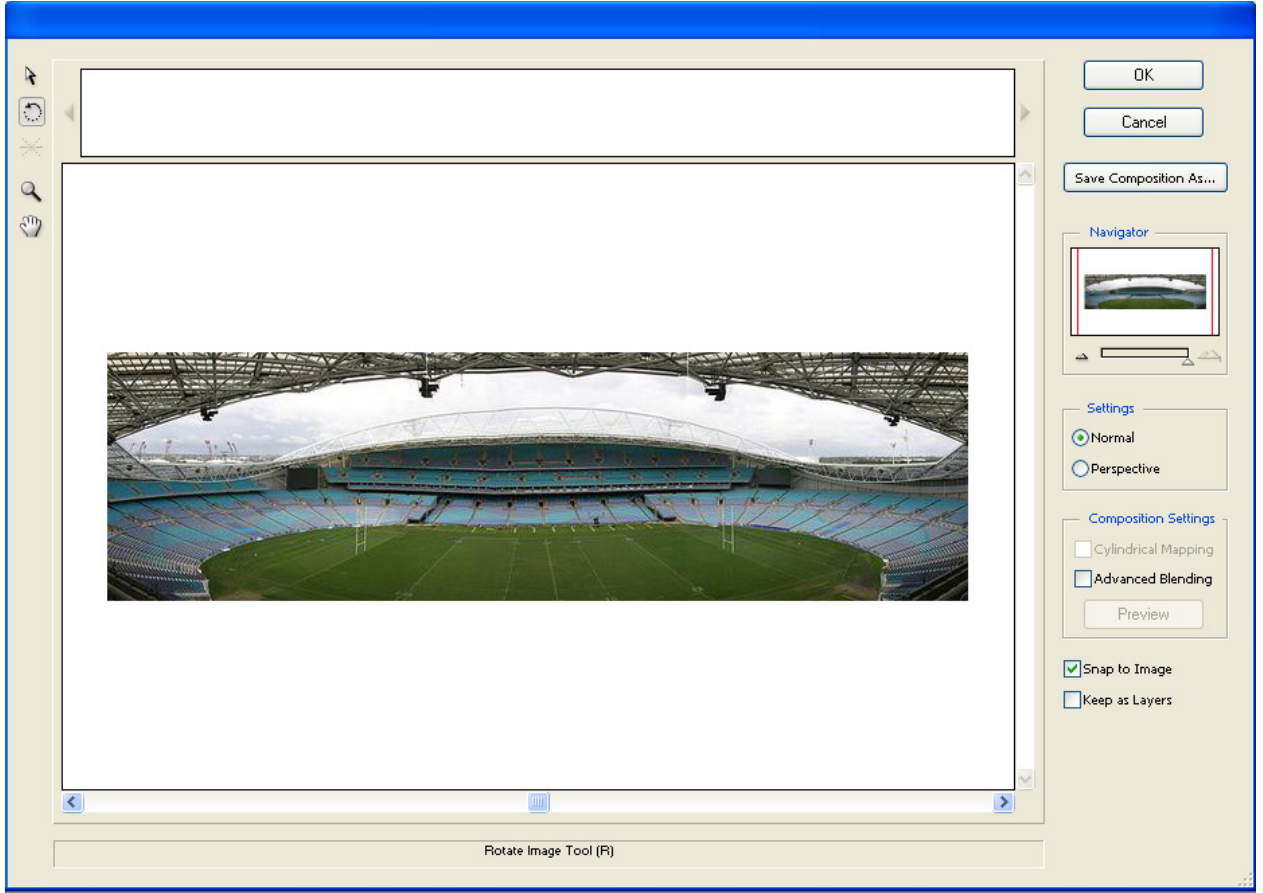 OK
Cancel
Save Composition As...
Navigator
Settings
Normal
Perspective
Composition Settings
Cylindrical Mapping
Advanced Blending
Preview
Snap to Image
Keep as Layers
Rotate Image Tool (R)